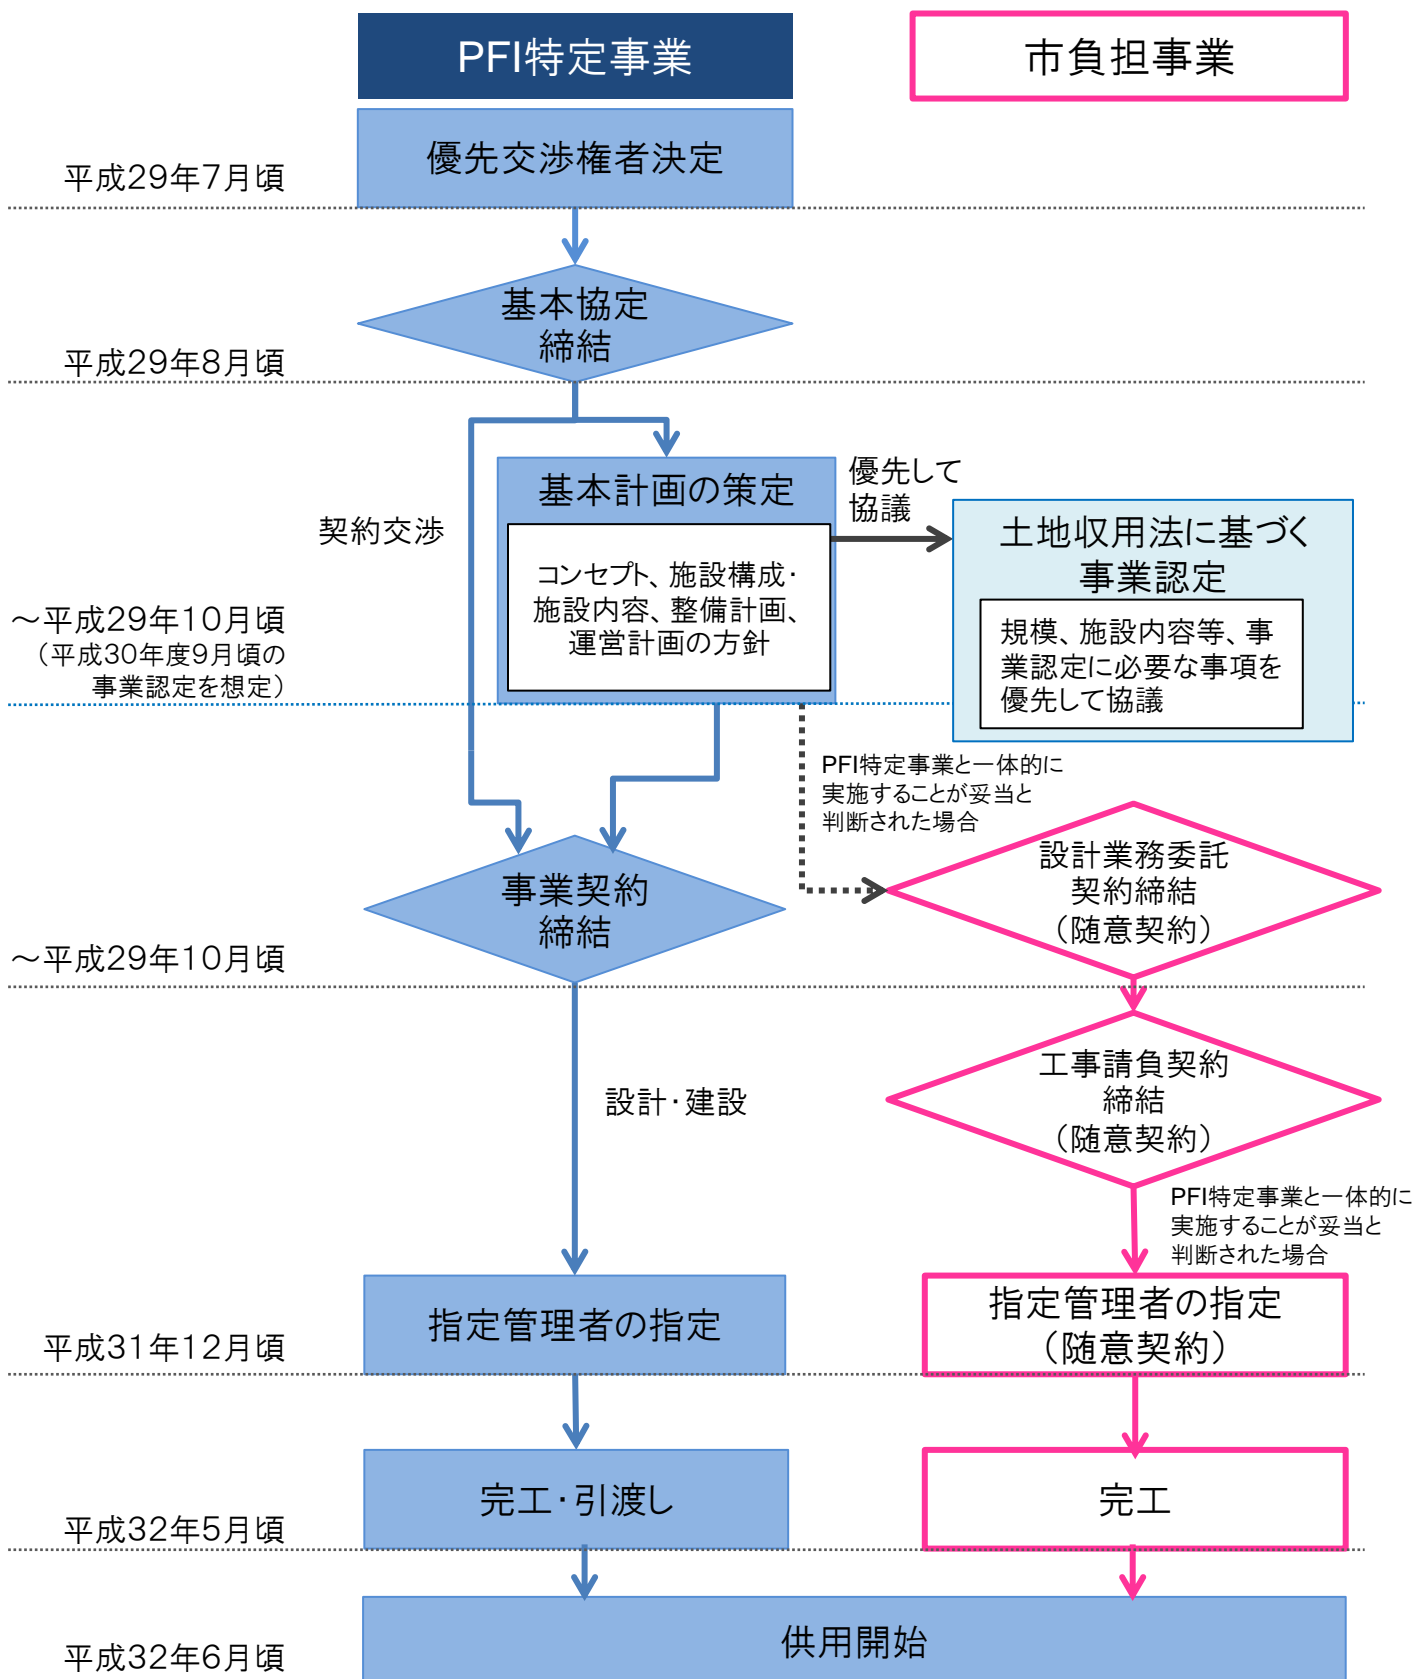 PFI特定事業
市負担事業
優先交渉権者決定
平成29年7月頃
基本協定
締結
平成29年8月頃
基本計画の策定
優先して
協議
契約交渉
コンセプト、施設構成・
施設内容、整備計画、
運営計画の方針
土地収用法に基づく
事業認定
規模、施設内容等、事
業認定に必要な事項を
優先して協議
～平成29年10月頃
（平成30年度9月頃の
事業認定を想定）
PFI特定事業と一体的に
実施することが妥当と
判断された場合
設計業務委託
契約締結
（随意契約）
事業契約
締結
～平成29年10月頃
工事請負契約
締結
（随意契約）
設計・建設
PFI特定事業と一体的に
実施することが妥当と
判断された場合
指定管理者の指定
指定管理者の指定
（随意契約）
平成31年12月頃
完工・引渡し
完工
平成32年5月頃
供用開始
平成32年6月頃